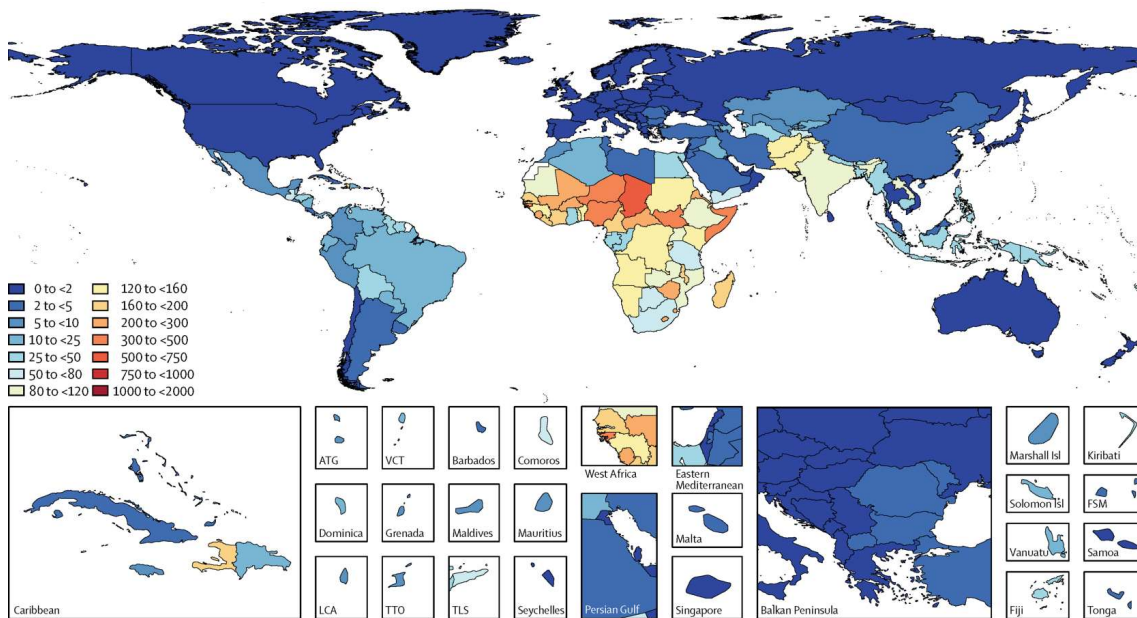 0 to <2
2 to <5
5 to <10
10 to <25
25 to <50
50 to <80
80 to <120
120 to <160
160 to <200
200 to <300
300 to <500
500 to <750
750 to <1000
1000 to <2000
Caribbean
ATG
VCT
Barbados
Comoros
West Africa
Eastern
Mediterranean
Dominica
Grenada
Maldives
Mauritius
Malta
LCA
TTO
TLS
Seychelles
Persian Gulf
Singapore
Balkan Peninsula
Marshall Isl
Kiribati
Solomon Isl
FSM
Vanuatu
Samoa
Fiji
Tonga